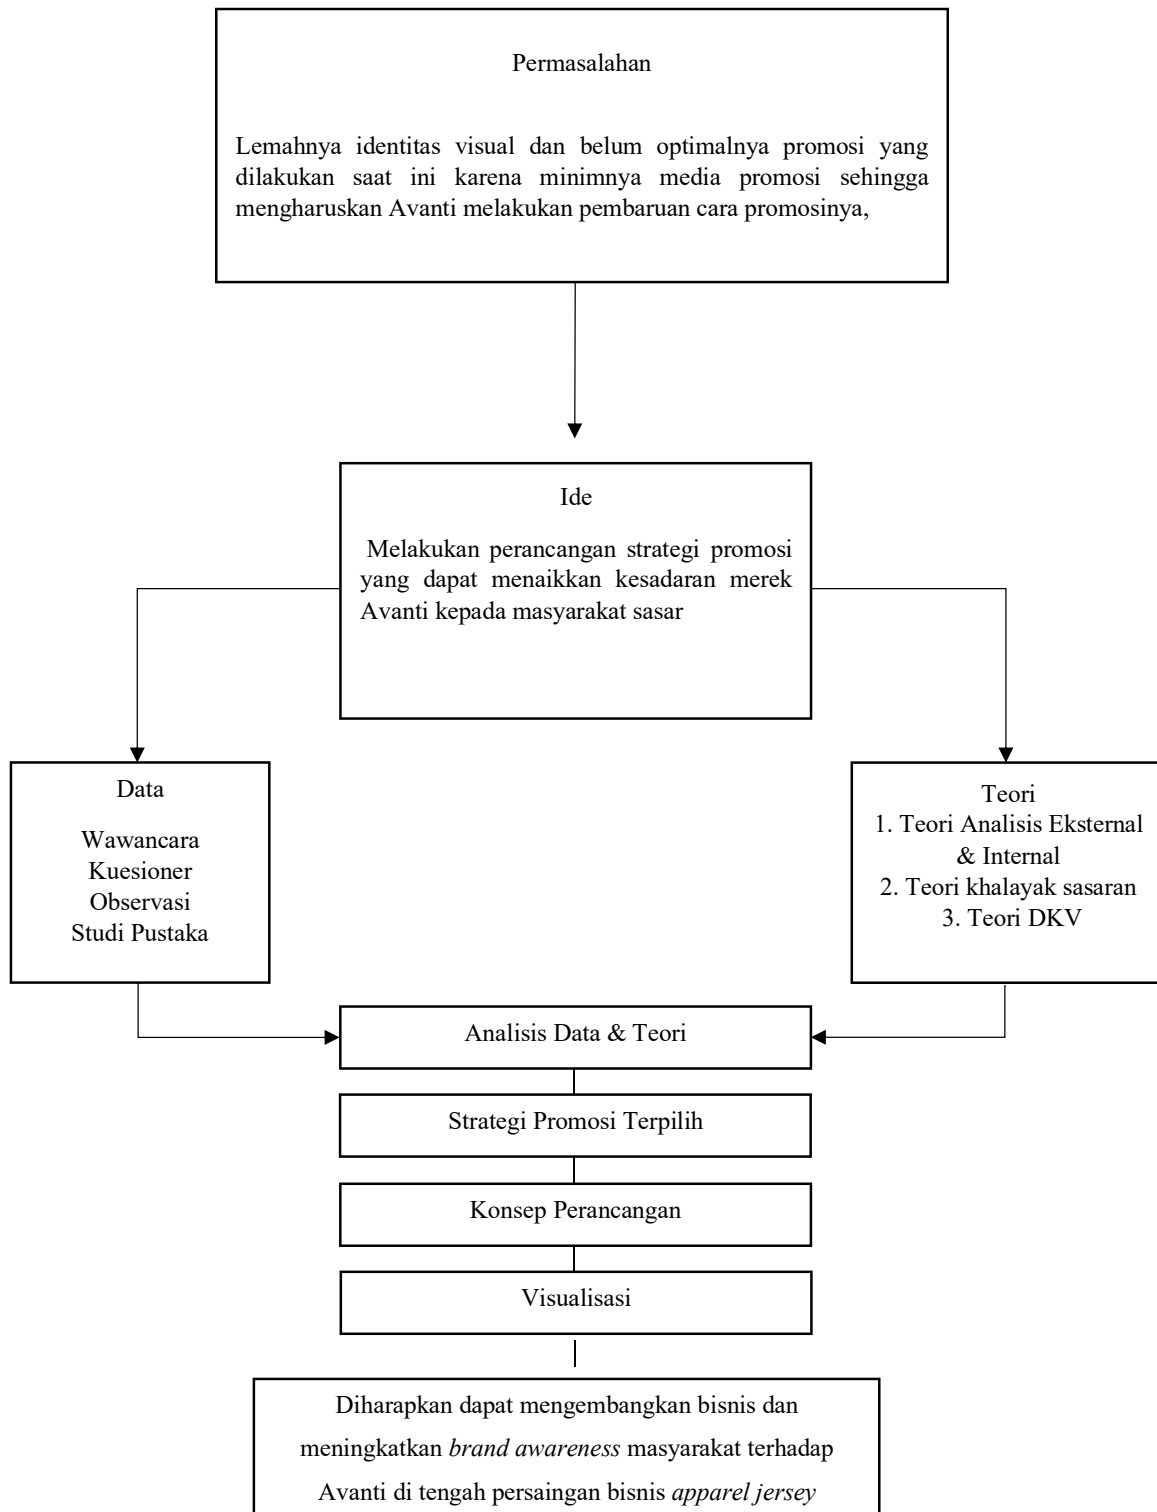 Permasalahan
Lemahnya identitas visual dan belum optimalnya promosi yang
dilakukan saat ini karena minimnya media promosi sehingga
mengharuskan Avanti melakukan pembaruan cara promosinya,
Ide
Melakukan perancangan strategi promosi
yang dapat menaikkan kesadaran merek
Avanti kepada masyarakat sasar
Data
Wawancara
Kuesioner
Observasi
Studi Pustaka
Teori
1. Teori Analisis Eksternal
& Internal
2. Teori khalayak sasaran
3. Teori DKV
Analisis Data & Teori
Strategi Promosi Terpilih
Konsep Perancangan
Visualisasi
Diharapkan dapat mengembangkan bisnis dan
meningkatkan brand awareness masyarakat terhadap
Avanti di tengah persaingan bisnis apparel jersey